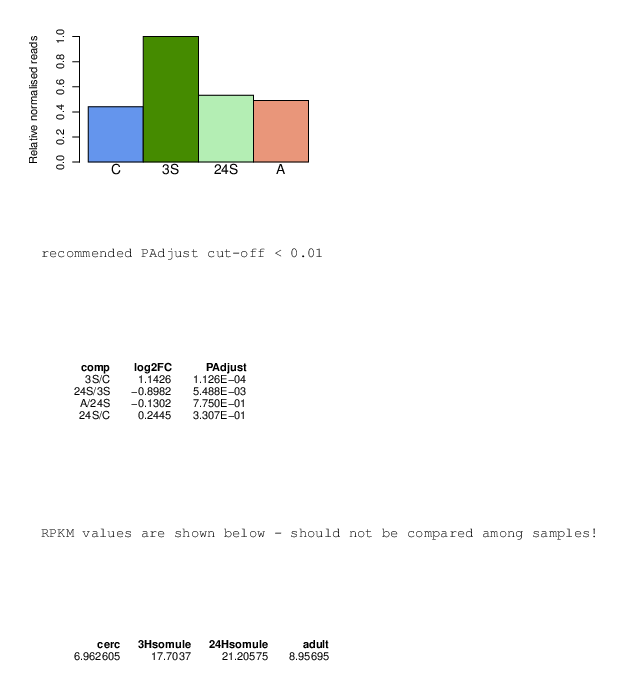 Relative normalised reads
1.0
0.8
0.6
0.4
0.2
0.0
C 3S 24S A
recommended PAdjust cut-off < 0.01
comp log2FC PAdjust
3S/C 1.1426 1.126E−04
24S/3S −0.8982 5.488E−03
A/24S −0.1302 7.750E−01
24S/C 0.2445 3.307E−01
RPKM values are shown below - should not be compared among samples!
cerc 3Hsomule 24Hsomule adult
6.962605 17.7037 21.20575 8.95695